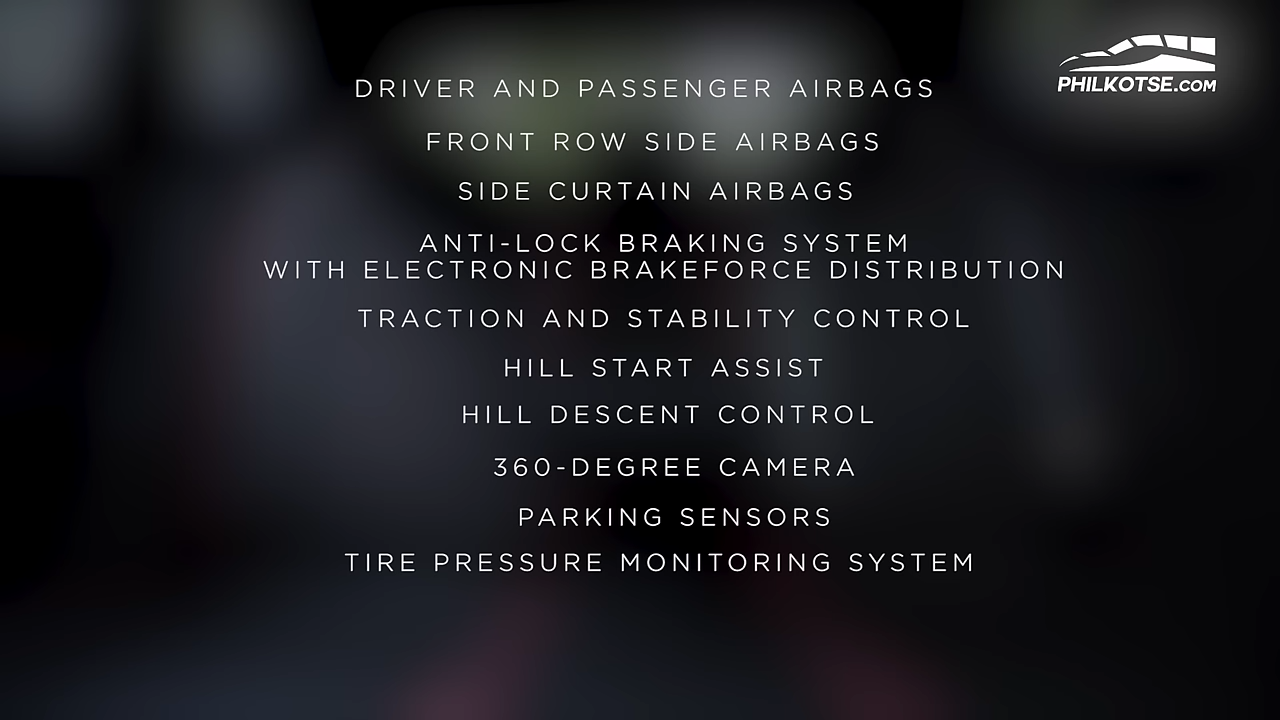 PHILKOTSE.COM
DRIVER AND PASSENGER AIRBAGS
FRONT ROW SIDE AIRBAGS
SIDE CURTAIN AIRBAGS
ANTI-LOCK BRAKING SYSTEM
WITH ELECTRONIC BRAKEFORCE DISTRIBUTION
TRACTION AND STABILITY CONTROL
HILL START ASSIST
HILL DESCENT CONTROL
360-DEGREE CAMERA
PARKING SENSORS
TIRE PRESSURE MONITORING SYSTEM